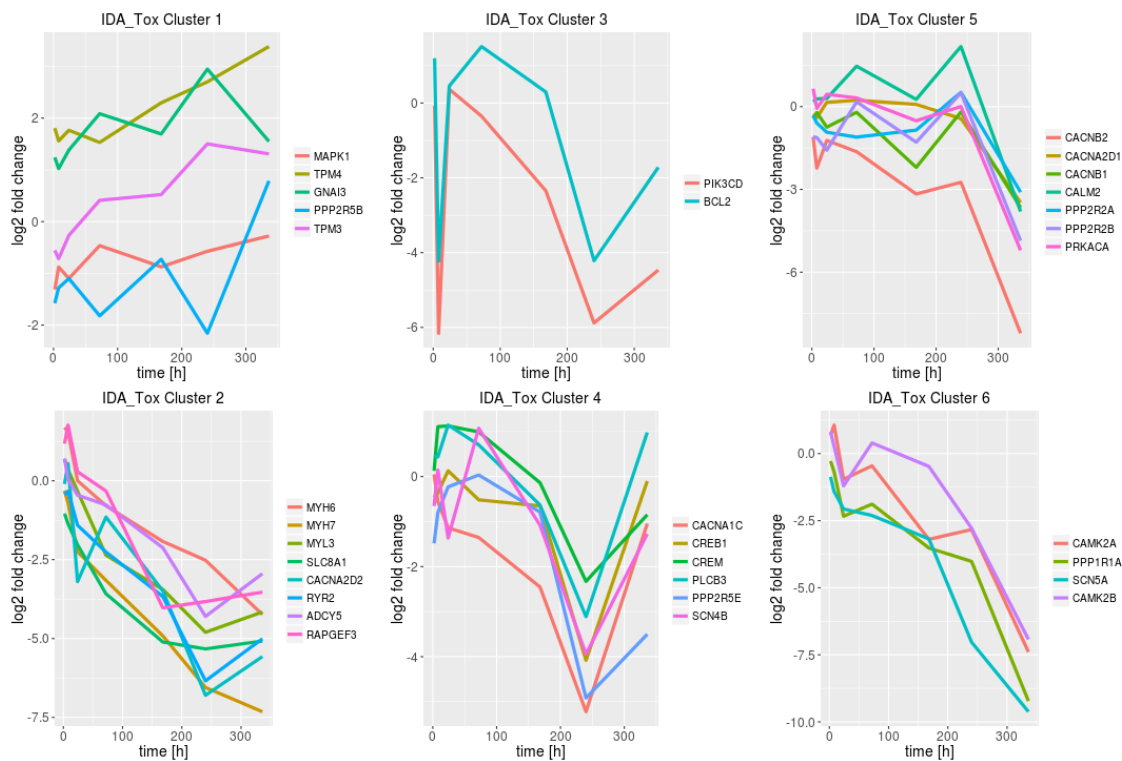 IDA_Tox Cluster 1
log2 fold change
2
0
-2
0
100
200
300
time [h]
MAPK1
TPM4
GNAI3
PPP2R5B
TPM3
IDA_Tox Cluster 3
log2 fold change
0
-2
-4
-6
0
100
200
300
time [h]
PIK3CD
BCL2
IDA_Tox Cluster 5
log2 fold change
0
-3
-6
0
100
200
300
time [h]
CACNB2
CACNA2D1
CACNB1
CALM2
PPP2R2A
PPP2R2B
PRKACA
IDA_Tox Cluster 2
log2 fold change
0.0
-2.5
-5.0
-7.5
0
100
200
300
time [h]
MYH6
MYH7
MYL3
SLC8A1
CACNA2D2
RYR2
ADCY5
RAPGEF3
IDA_Tox Cluster 4
log2 fold change
0
-2
-4
0
100
200
300
time [h]
CACNA1C
CREB1
CREM
PLCB3
PPP2R5E
SCN4B
IDA_Tox Cluster 6
log2 fold change
0.0
-2.5
-5.0
-7.5
-10.0
0
100
200
300
time [h]
CAMK2A
PPP1R1A
SCN5A
CAMK2B